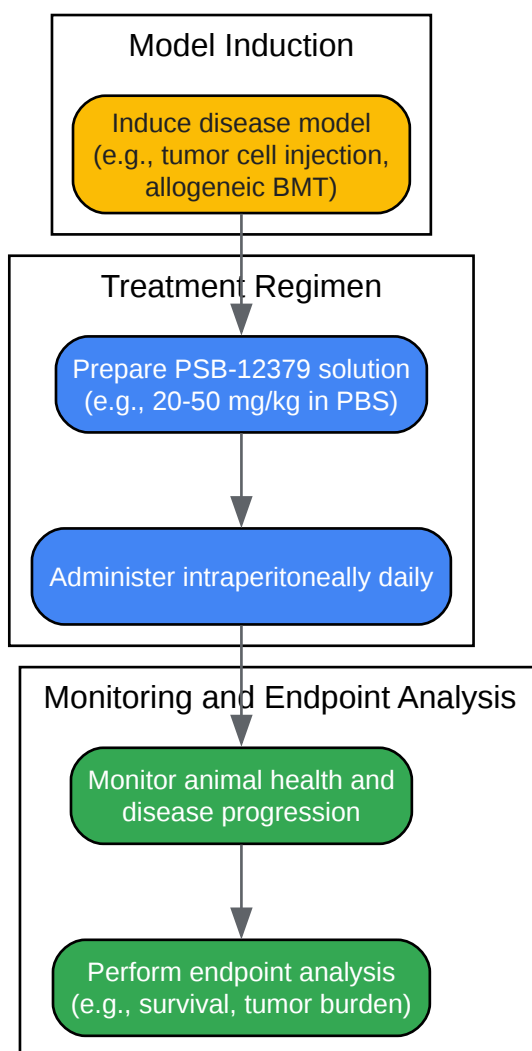 Model Induction
Induce disease model
(e.g., tumor cell injection,
allogeneic BMT)
Treatment Regimen
Prepare PSB-12379 solution
(e.g., 20-50 mg/kg in PBS)
Administer intraperitoneally daily
Monitoring and Endpoint Analysis
Monitor animal health and
disease progression
Perform endpoint analysis
(e.g., survival, tumor burden)